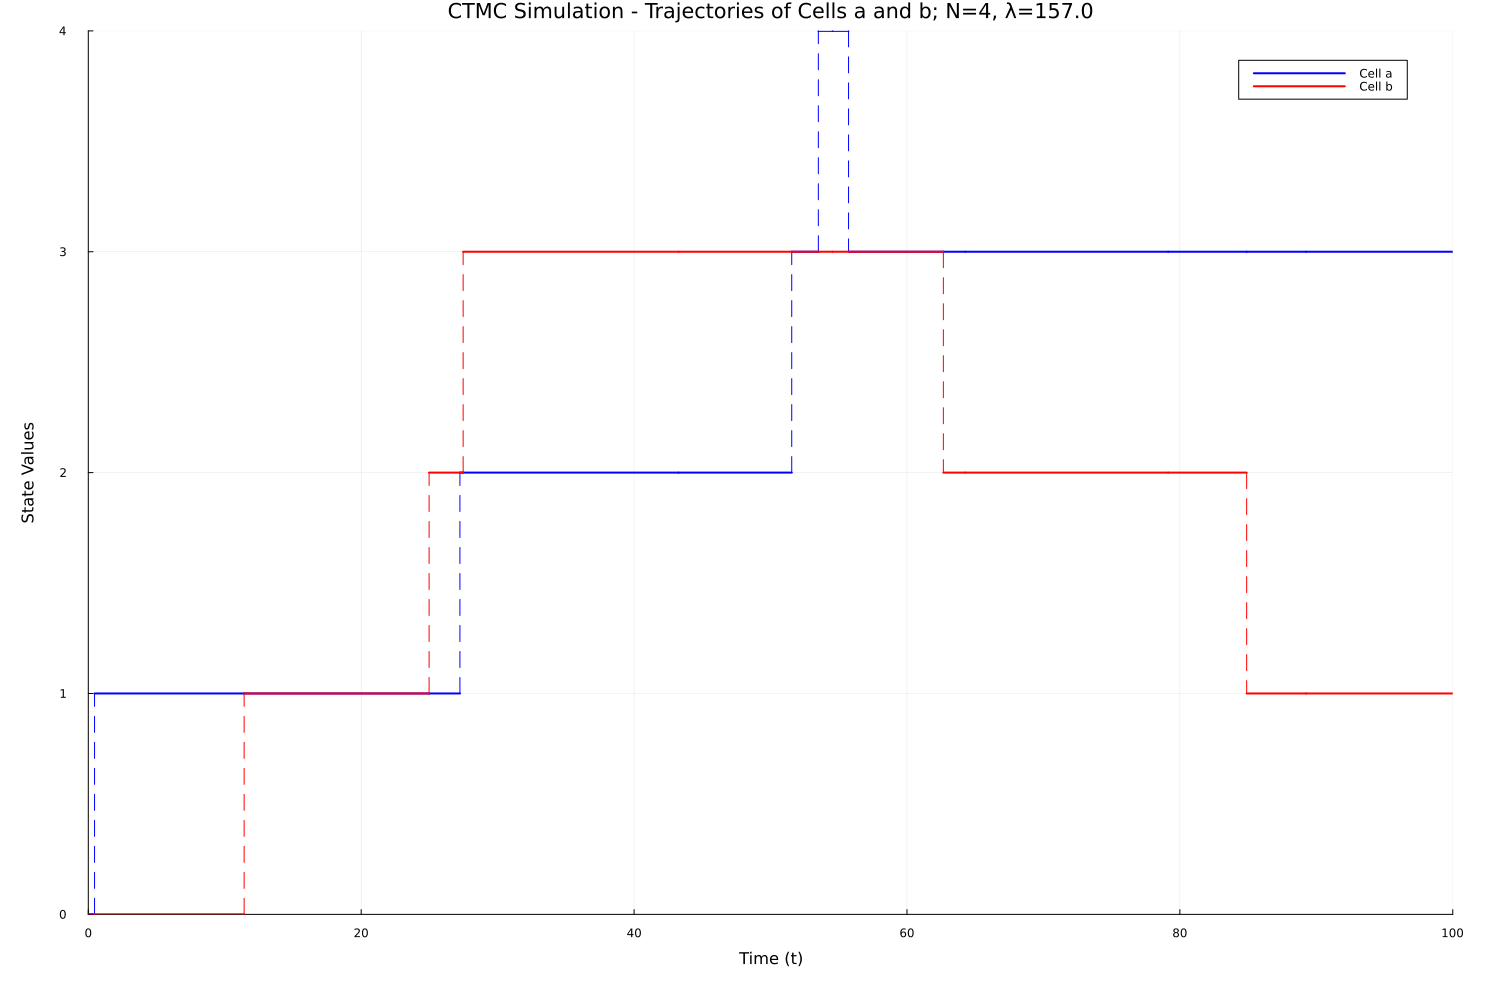 CTMC Simulation - Trajectories of Cells a and b; N=4, λ=157.0
Cell a
Cell b
State Values
4
3
2
1
0
0 20 40 60 80 100
Time (t)